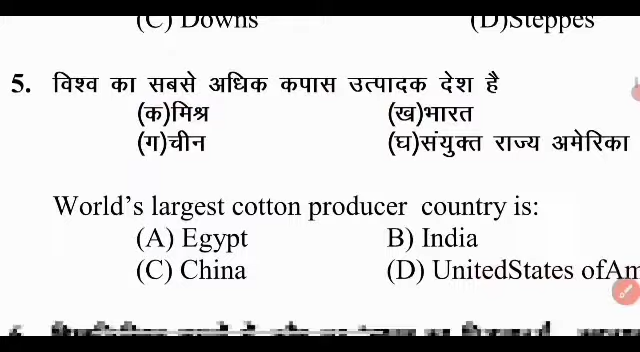 (C) Downs (D)Steppes
5. विश्व का सबसे अधिक कपास उत्पादक देश है
(क)मिश्र (ख)भारत
(ग)चीन (घ)संयुक्त राज्य अमेरिका
World's largest cotton producer country is:
(A) Egypt B) India
(C) China (D) UnitedStates ofAm